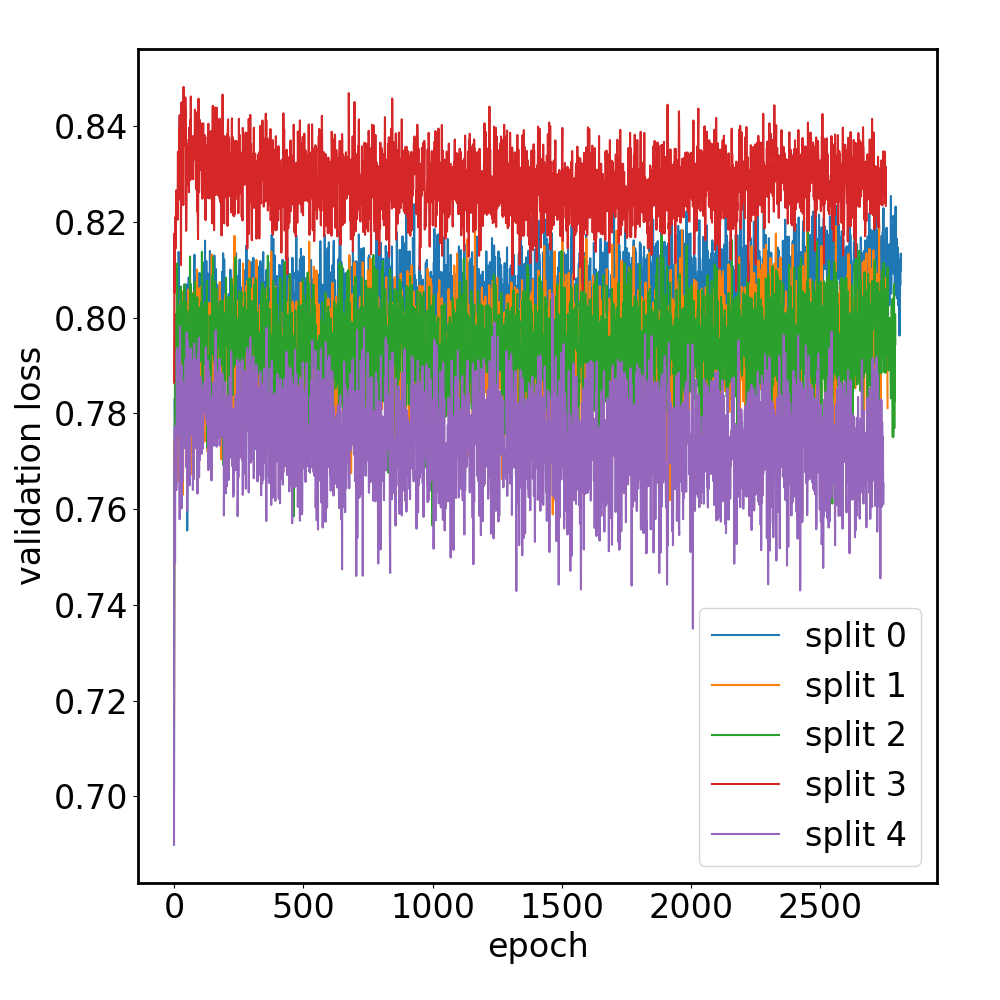 0.84
0.82
0.80
0.78
0.76
0.74
0.72
0.70
validation loss
split 0
split 1
split 2
split 3
split 4
0 500 1000 1500 2000 2500
epoch